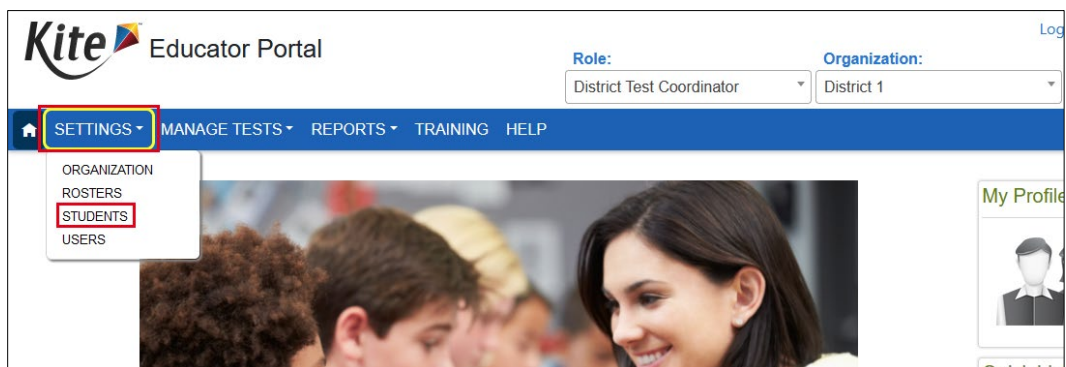 Kite Educator Portal
Log
Role:
Organization:
District Test Coordinator
District 1
SETTINGS MANAGE TESTS REPORTS TRAINING HELP
ORGANIZATION
ROSTERS
STUDENTS
USERS
My Profile